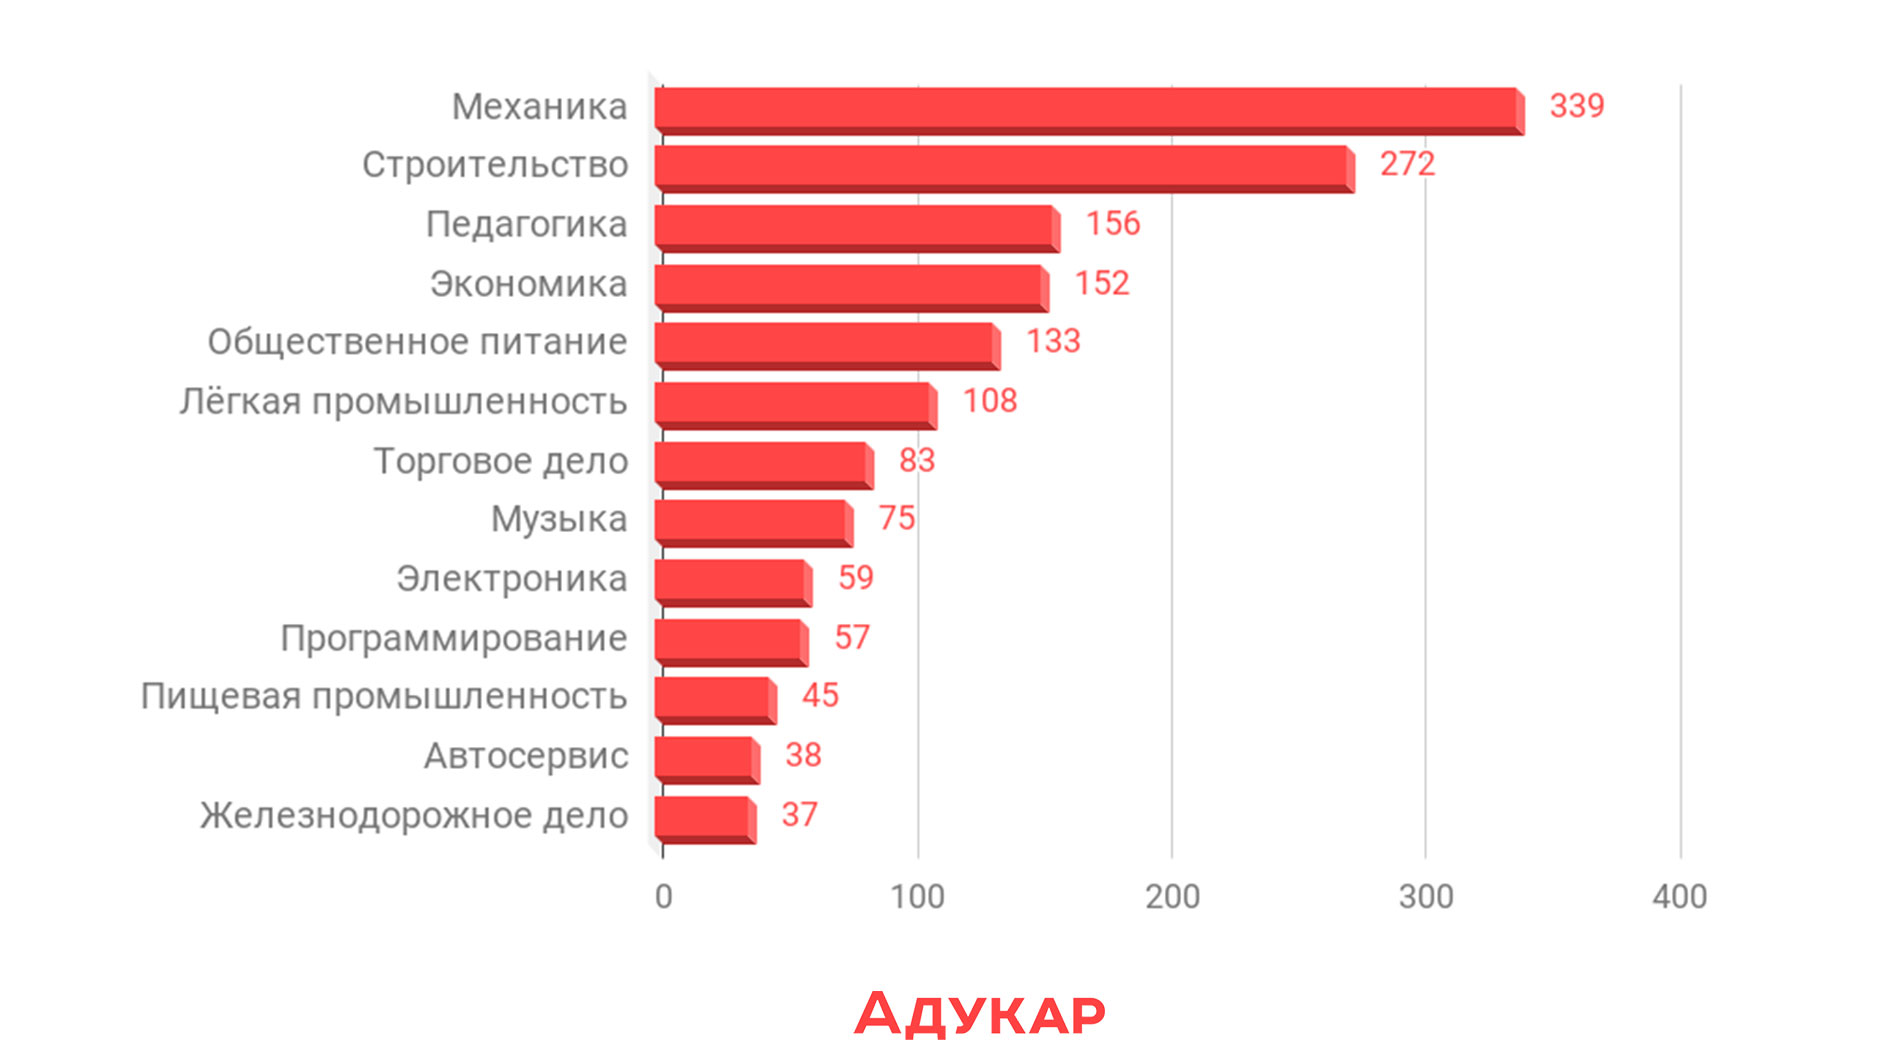 Механика 339
Строительство 272
Педагогика 156
Экономика 152
Общественное питание 133
Лёгкая промышленность 108
Торговое дело 83
Музыка 75
Электроника 59
Программирование 57
Пищевая промышленность 45
Автосервис 38
Железнодорожное дело 37
0 100 200 300 400
Адукар